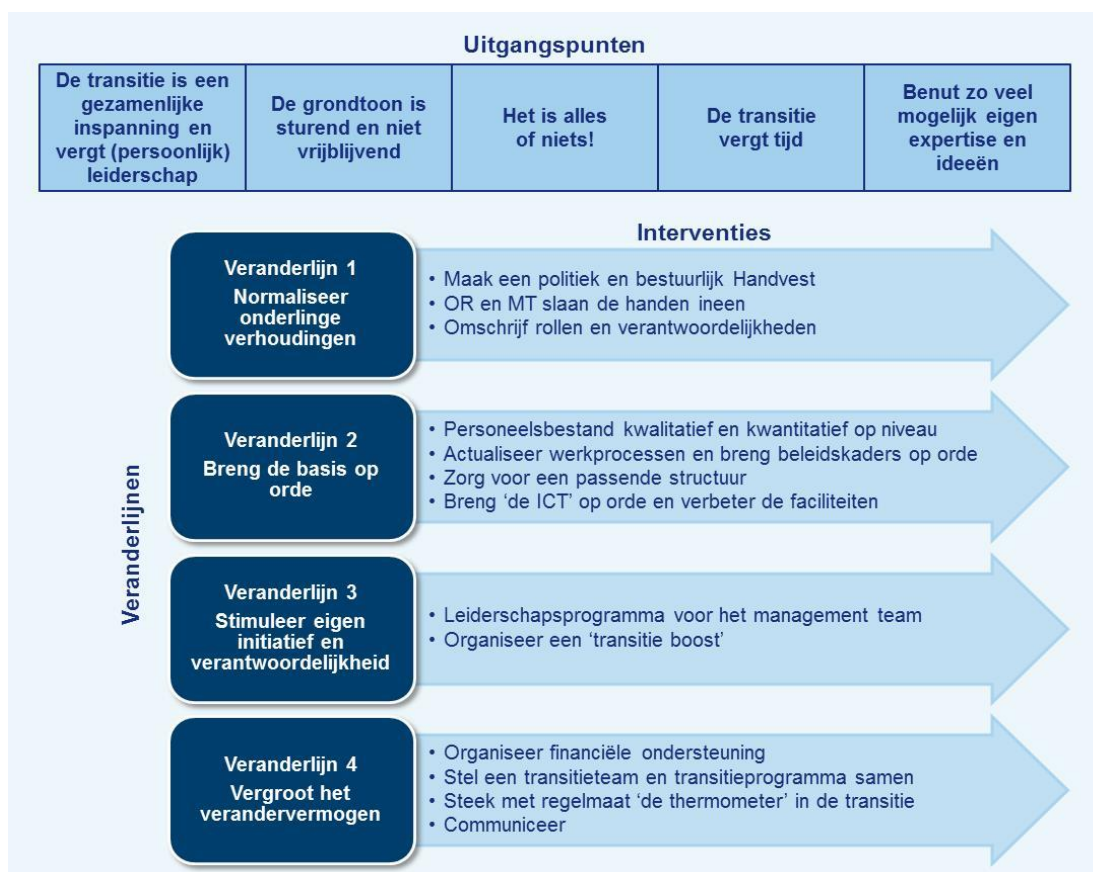 Uitgangspunten
De transitie is een
gezamenlijke
inspanning en
vergt (persoonlijk)
leiderschap
De grondtoon is
sturend en niet
vrijblijvend
Het is alles
of niets!
De transitie
vergt tijd
Benut zo veel
mogelijk eigen
expertise en
ideeën
Interventies
Veranderlijnen
Veranderlijn 1
Normaliseer
onderlinge
verhoudingen
• Maak een politiek en bestuurlijk Handvest
• OR en MT slaan de handen ineen
• Omschrijf rollen en verantwoordelijkheden
Veranderlijn 2
Breng de basis op
orde
• Personeelsbestand kwalitatief en kwantitatief op niveau
• Actualiseer werkprocessen en breng beleidskaders op orde
• Zorg voor een passende structuur
• Breng ‘de ICT’ op orde en verbeter de faciliteiten
Veranderlijn 3
Stimuleer eigen
initiatief en
verantwoordelijkheid
• Leiderschapsprogramma voor het management team
• Organiseer een ‘transitie boost’
Veranderlijn 4
Vergroot het
verandervermogen
• Organiseer financiële ondersteuning
• Stel een transitieteam en transitieprogramma samen
• Steek met regelmaat ‘de thermometer’ in de transitie
• Communiceer